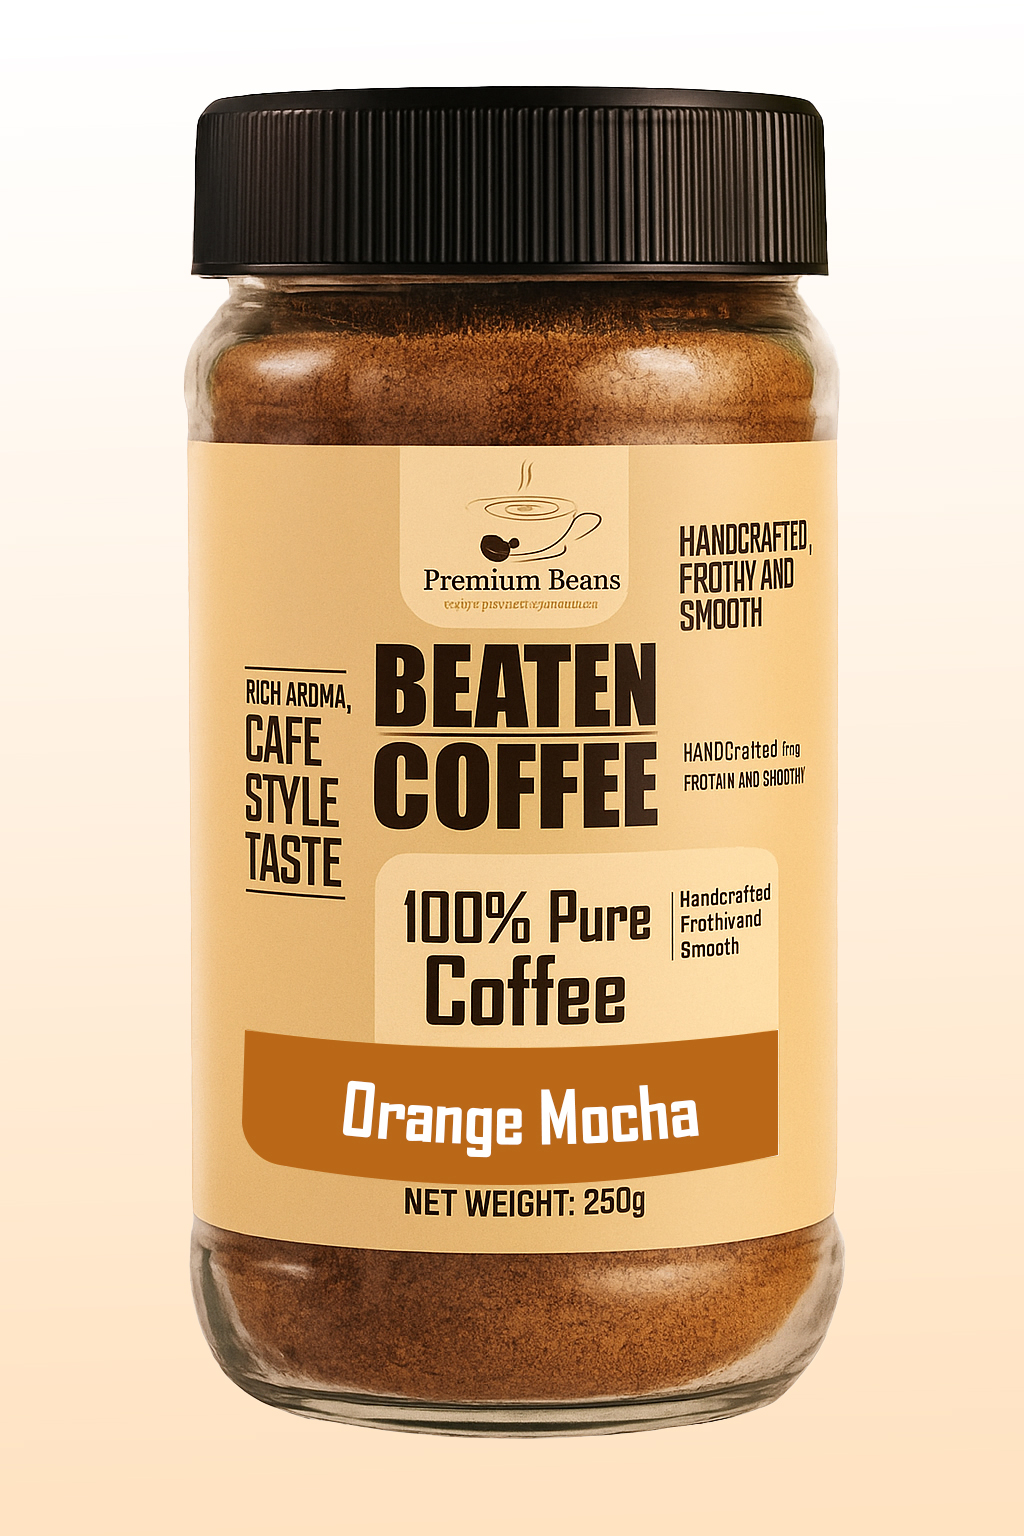 Premium Beans
BEATEN
COFFEE
RICH ARDMA,
CAFE
STYLE
TASTE
HANDCRAFTED,
FROTHY AND
SMOOTH
HANDCralted frng
FROTAIN AND SHOOTHY
100% Pure
Coffee
Handcrafted
Frothivand
Smooth
Orange Mocha
NET WEIGHT: 250g